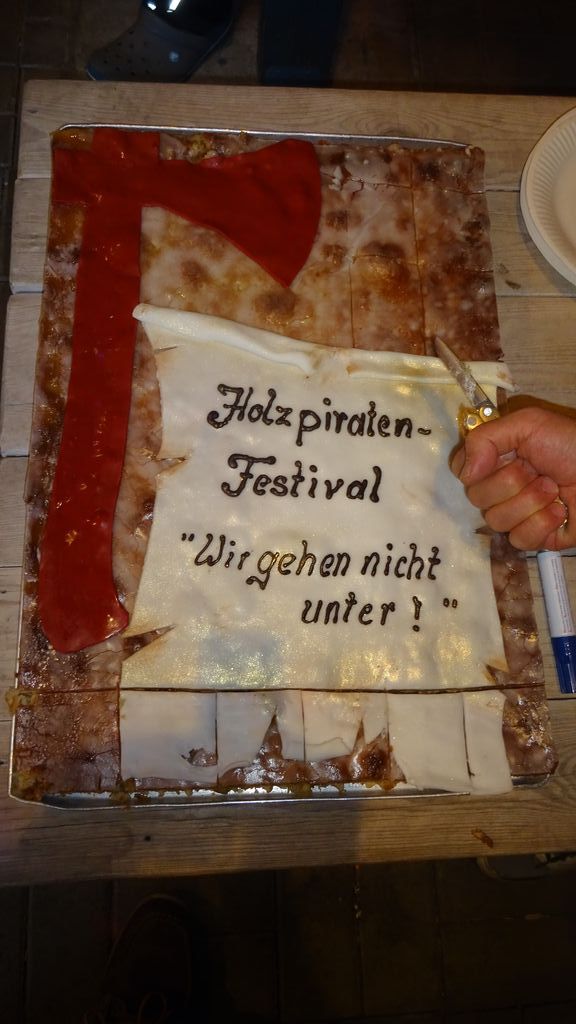 Holzpiraten-
Festival
"Wir gehen nicht
unter! "